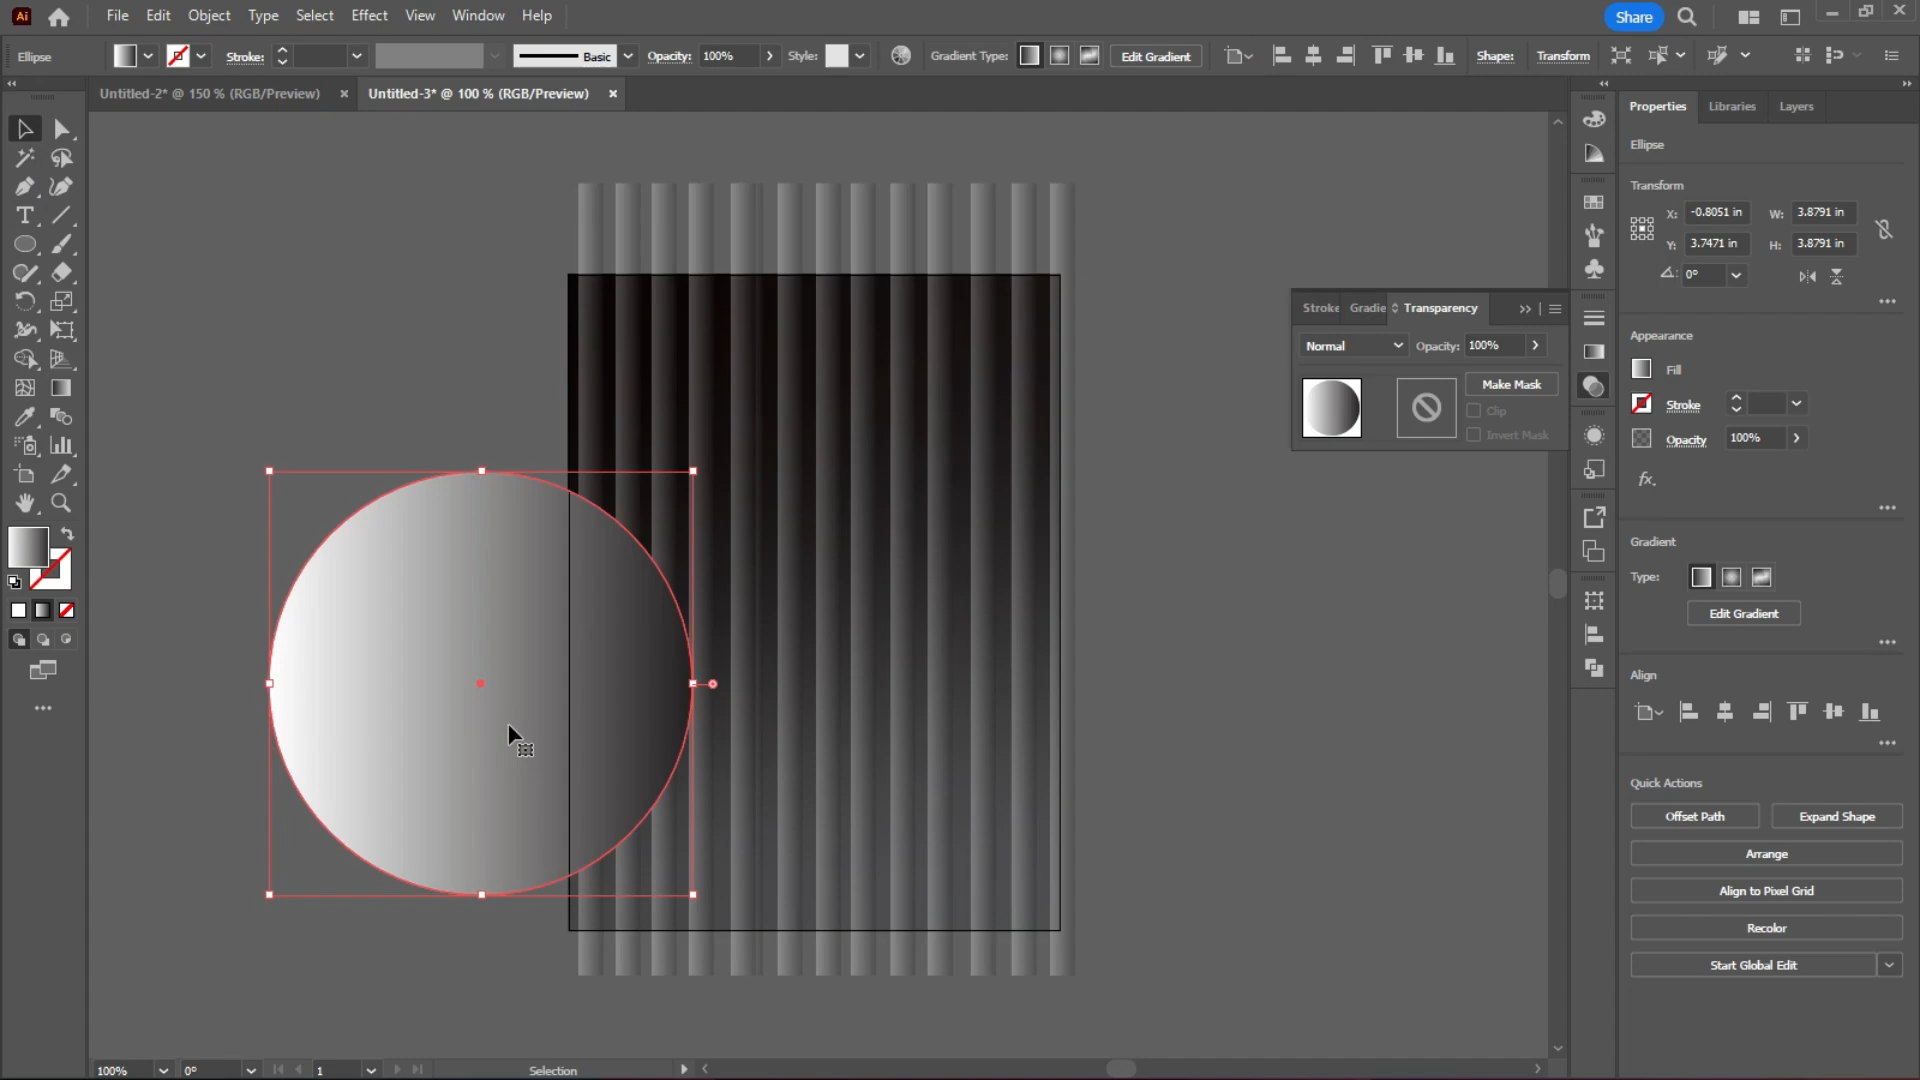 Ai File Edit Object Type Select Effect View Window Help Share
Ellipse Stroke: Basic Opacity: 100% Style: Gradient Type: Edit Gradient Shape: Transform
Untitled-2* @ 150 % (RGB/Preview) × Untitled-3* @ 100 % (RGB/Preview) ×
Properties Libraries Layers
Ellipse
Transform
X: -0.8051 in W: 3.8791 in
Y: 3.7471 in H: 3.8791 in
0°
Stroke Gradie Transparency
Normal Opacity: 100%
Make Mask
Clip
Invert Mask
Appearance
Fill
Stroke
Opacity 100%
fx.
Gradient
Type:
Edit Gradient
Align
Quick Actions
Offset Path Expand Shape
Arrange
Align to Pixel Grid
Recolor
Start Global Edit
100% 0° 1 Selection